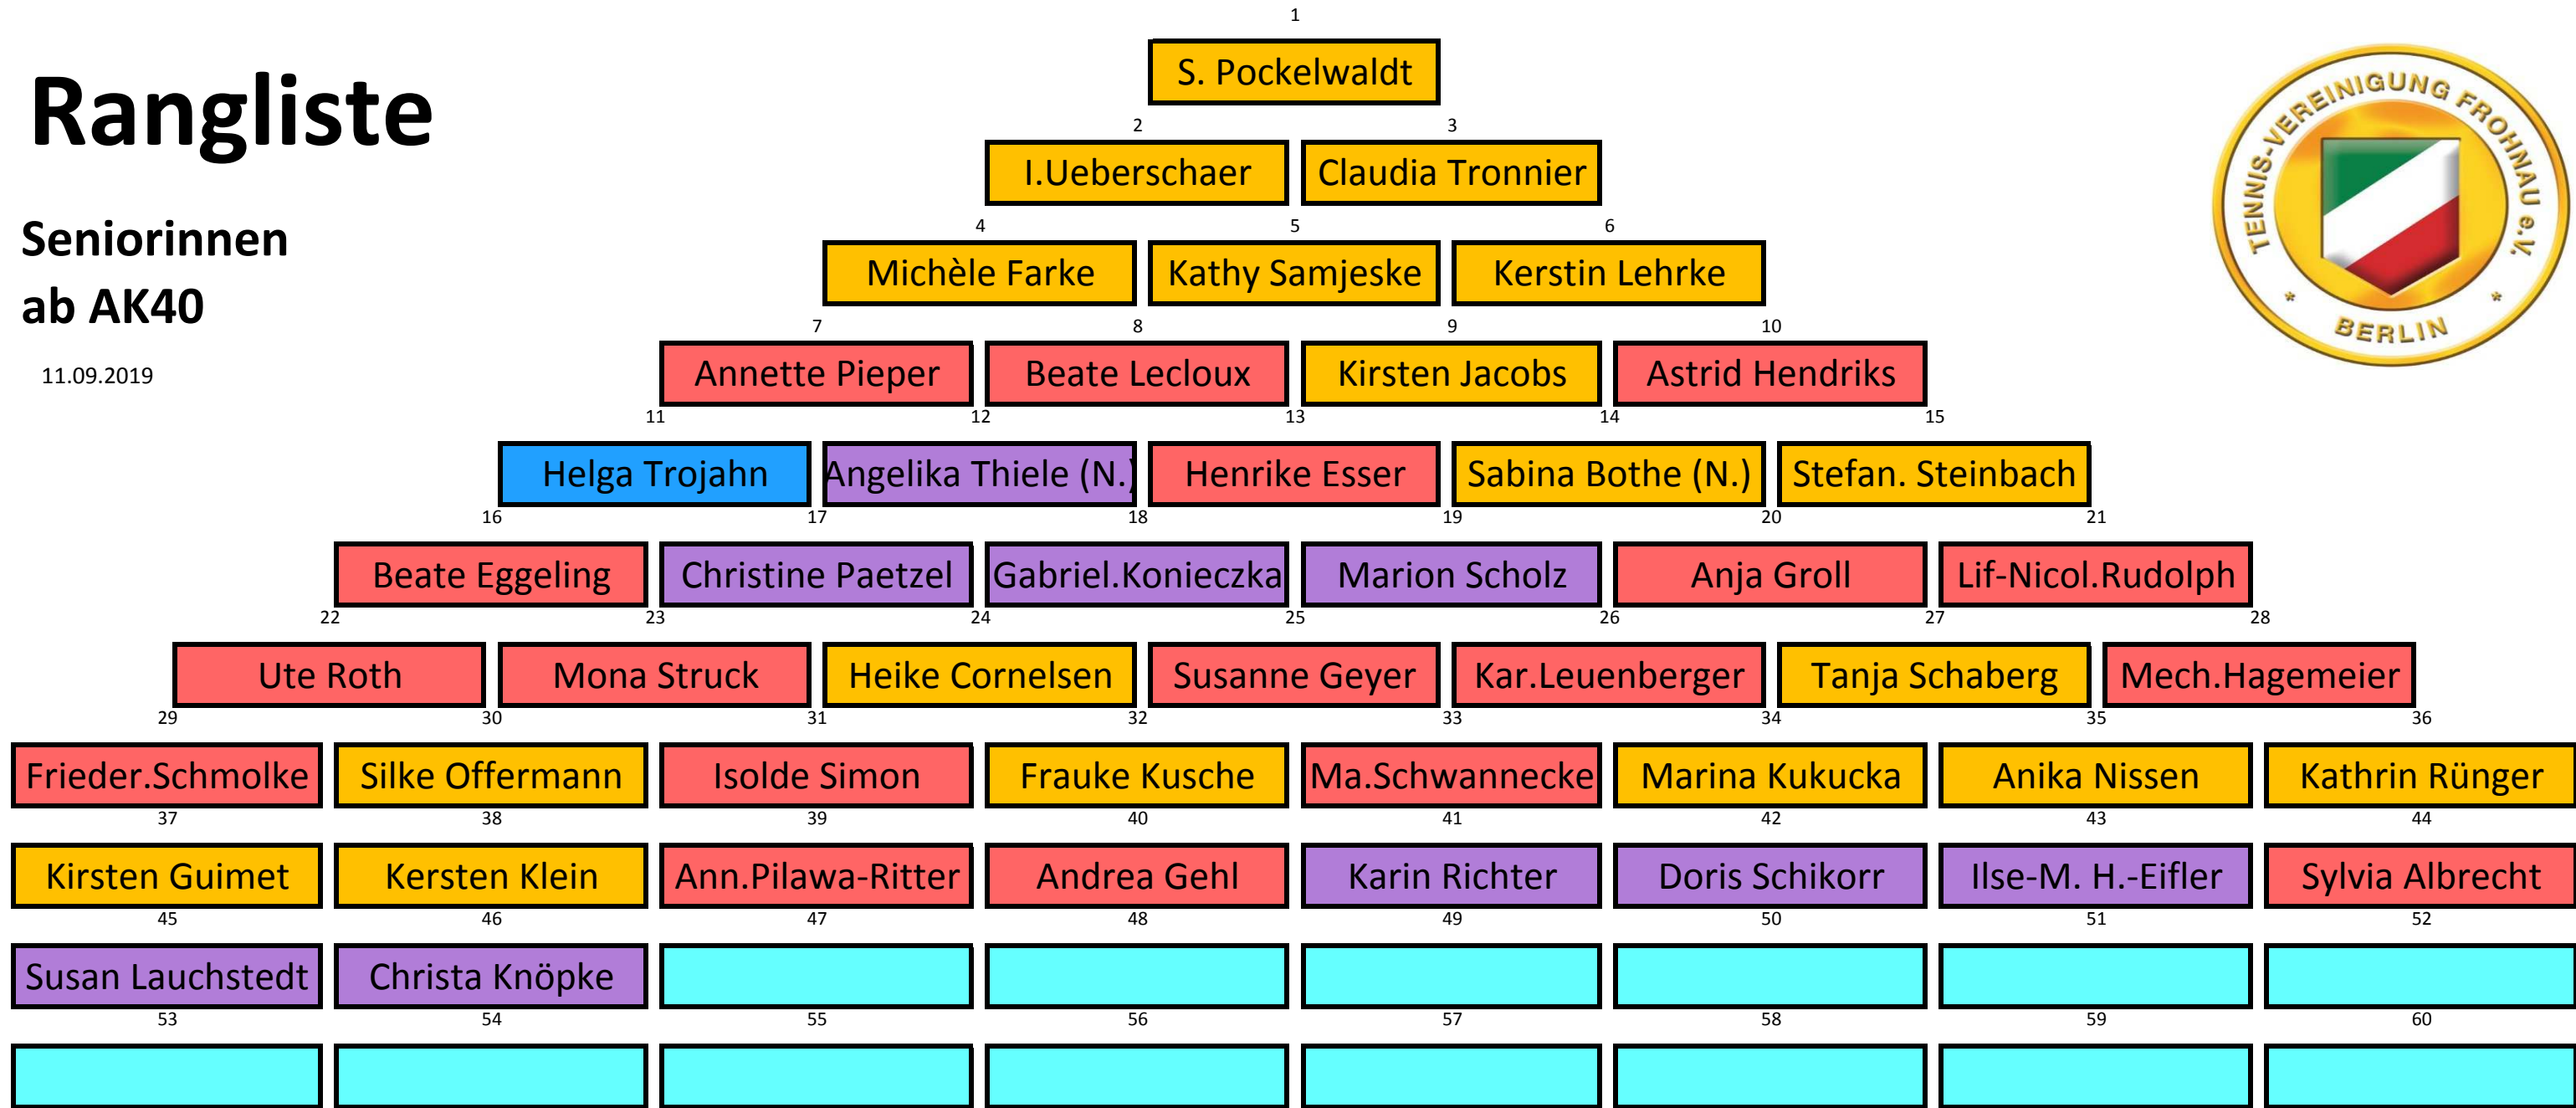 1
Rangliste
S. Pockelwaldt
TENNIS-VEREINIGUNG FROHNAU e.V.
* BERLIN *
2 3
I.Ueberschaer Claudia Tronnier
Seniorinnen
ab AK40
4 5 6
Michèle Farke Kathy Samjeske Kerstin Lehrke
7 8 9 10
11.09.2019
Annette Pieper Beate Lecloux Kirsten Jacobs Astrid Hendriks
11 12 13 14 15
Helga Trojahn Angelika Thiele (N.) Henrike Esser Sabina Bothe (N.) Stefan. Steinbach
16 17 18 19 20 21
Beate Eggeling Christine Paetzel Gabriel.Konieczka Marion Scholz Anja Groll Lif-Nicol.Rudolph
22 23 24 25 26 27 28
Ute Roth Mona Struck Heike Cornelsen Susanne Geyer Kar.Leuenberger Tanja Schaberg Mech.Hagemeier
29 30 31 32 33 34 35 36
Frieder.Schmolke Silke Offermann Isolde Simon Frauke Kusche Ma.Schwannecke Marina Kukucka Anika Nissen Kathrin Rünger
37 38 39 40 41 42 43 44
Kirsten Guimet Kersten Klein Ann.Pilawa-Ritter Andrea Gehl Karin Richter Doris Schikorr Ilse-M. H.-Eifler Sylvia Albrecht
45 46 47 48 49 50 51 52
Susan Lauchstedt Christa Knöpke
53 54 55 56 57 58 59 60